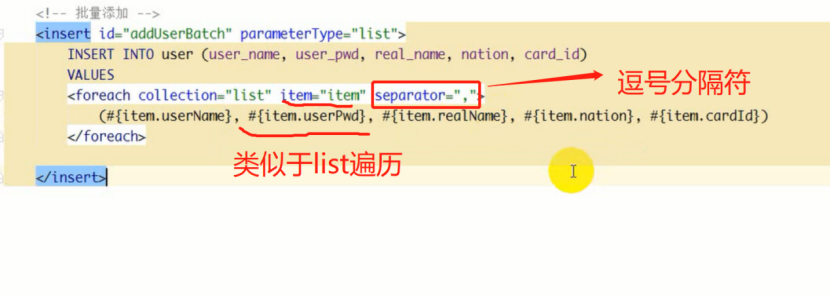 <!-- 批量添加 -->
<insert id="addUserBatch" parameterType="list">
INSERT INTO user (user_name, user_pwd, real_name, nation, card_id)
VALUES
<foreach collection="list" item="item" separator=",">
逗号分隔符
(#{item.userName}, #{item.userPwd}, #{item.realName}, #{item.nation}, #{item.cardId})
</foreach>
类似于list遍历
</insert>